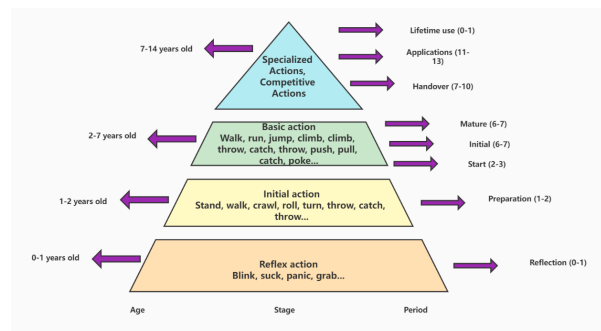 Lifetime use (0-1)
7-14 years old
Applications (11-
13)
Specialized
Actions,
Competitive
Actions
Handover (7-10)
Mature (6-7)
2-7 years old
Basic action
Walk, run, jump, climb, climb,
throw, catch, throw, push, pull,
catch, poke...
Initial (6-7)
Start (2-3)
1-2 years old
Initial action
Stand, walk, crawl, roll, turn, throw, catch,
throw...
Preparation (1-2)
0-1 years old
Reflex action
Blink, suck, panic, grab...
Reflection (0-1)
Age
Stage
Period